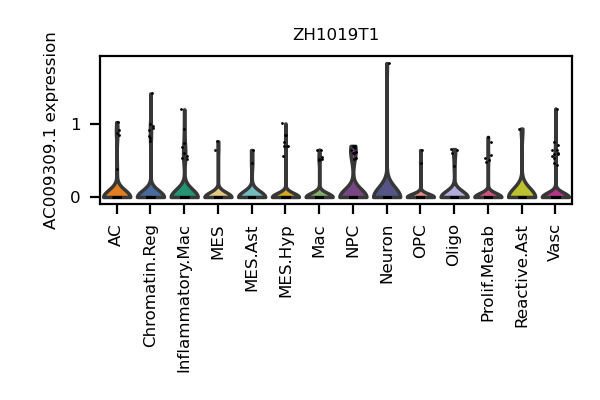 ZH1019T1
AC009309.1 expression
1
0
AC
Chromatin.Reg
Inflammatory.Mac
MES
MES.Ast
MES.Hyp
Mac
NPC
Neuron
OPC
Oligo
Prolif.Metab
Reactive.Ast
Vasc